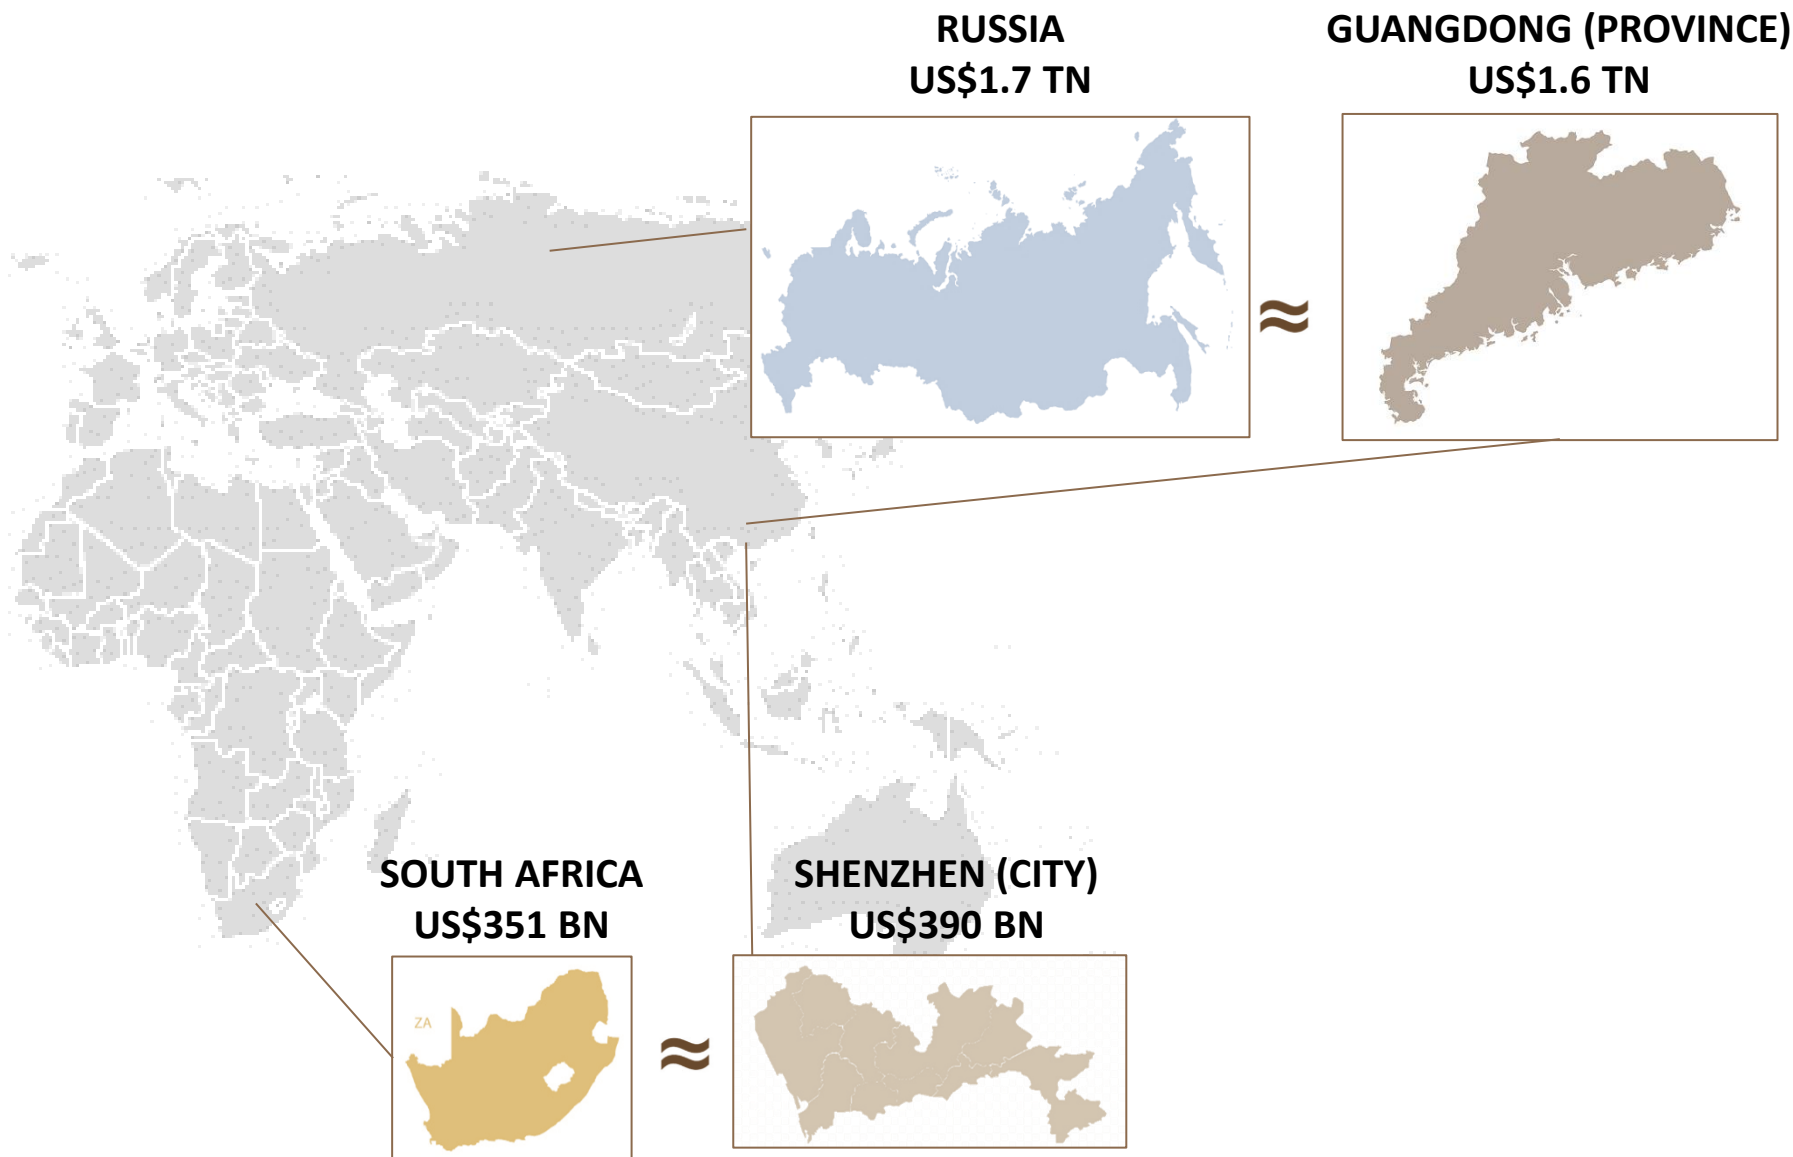 RUSSIA
US$1.7 TN
GUANGDONG (PROVINCE)
US$1.6 TN
≈
SOUTH AFRICA
US$351 BN
SHENZHEN (CITY)
US$390 BN
ZA
≈